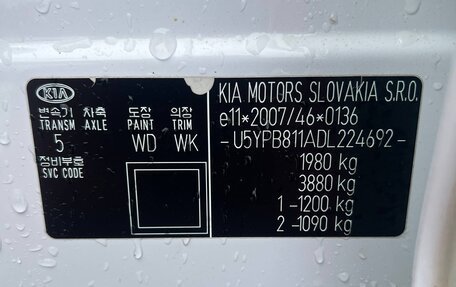 KIA
변속기 차축 도장 의장
TRANSM AXLE PAINT TRIM
5 WD WK
정비부호
SVC CODE
KIA MOTORS SLOVAKIA S.R.O.
e11*2007/46*0136
-U5YPB811ADL224692-
1980 kg
3880 kg
1 -1200 kg
2 -1090 kg